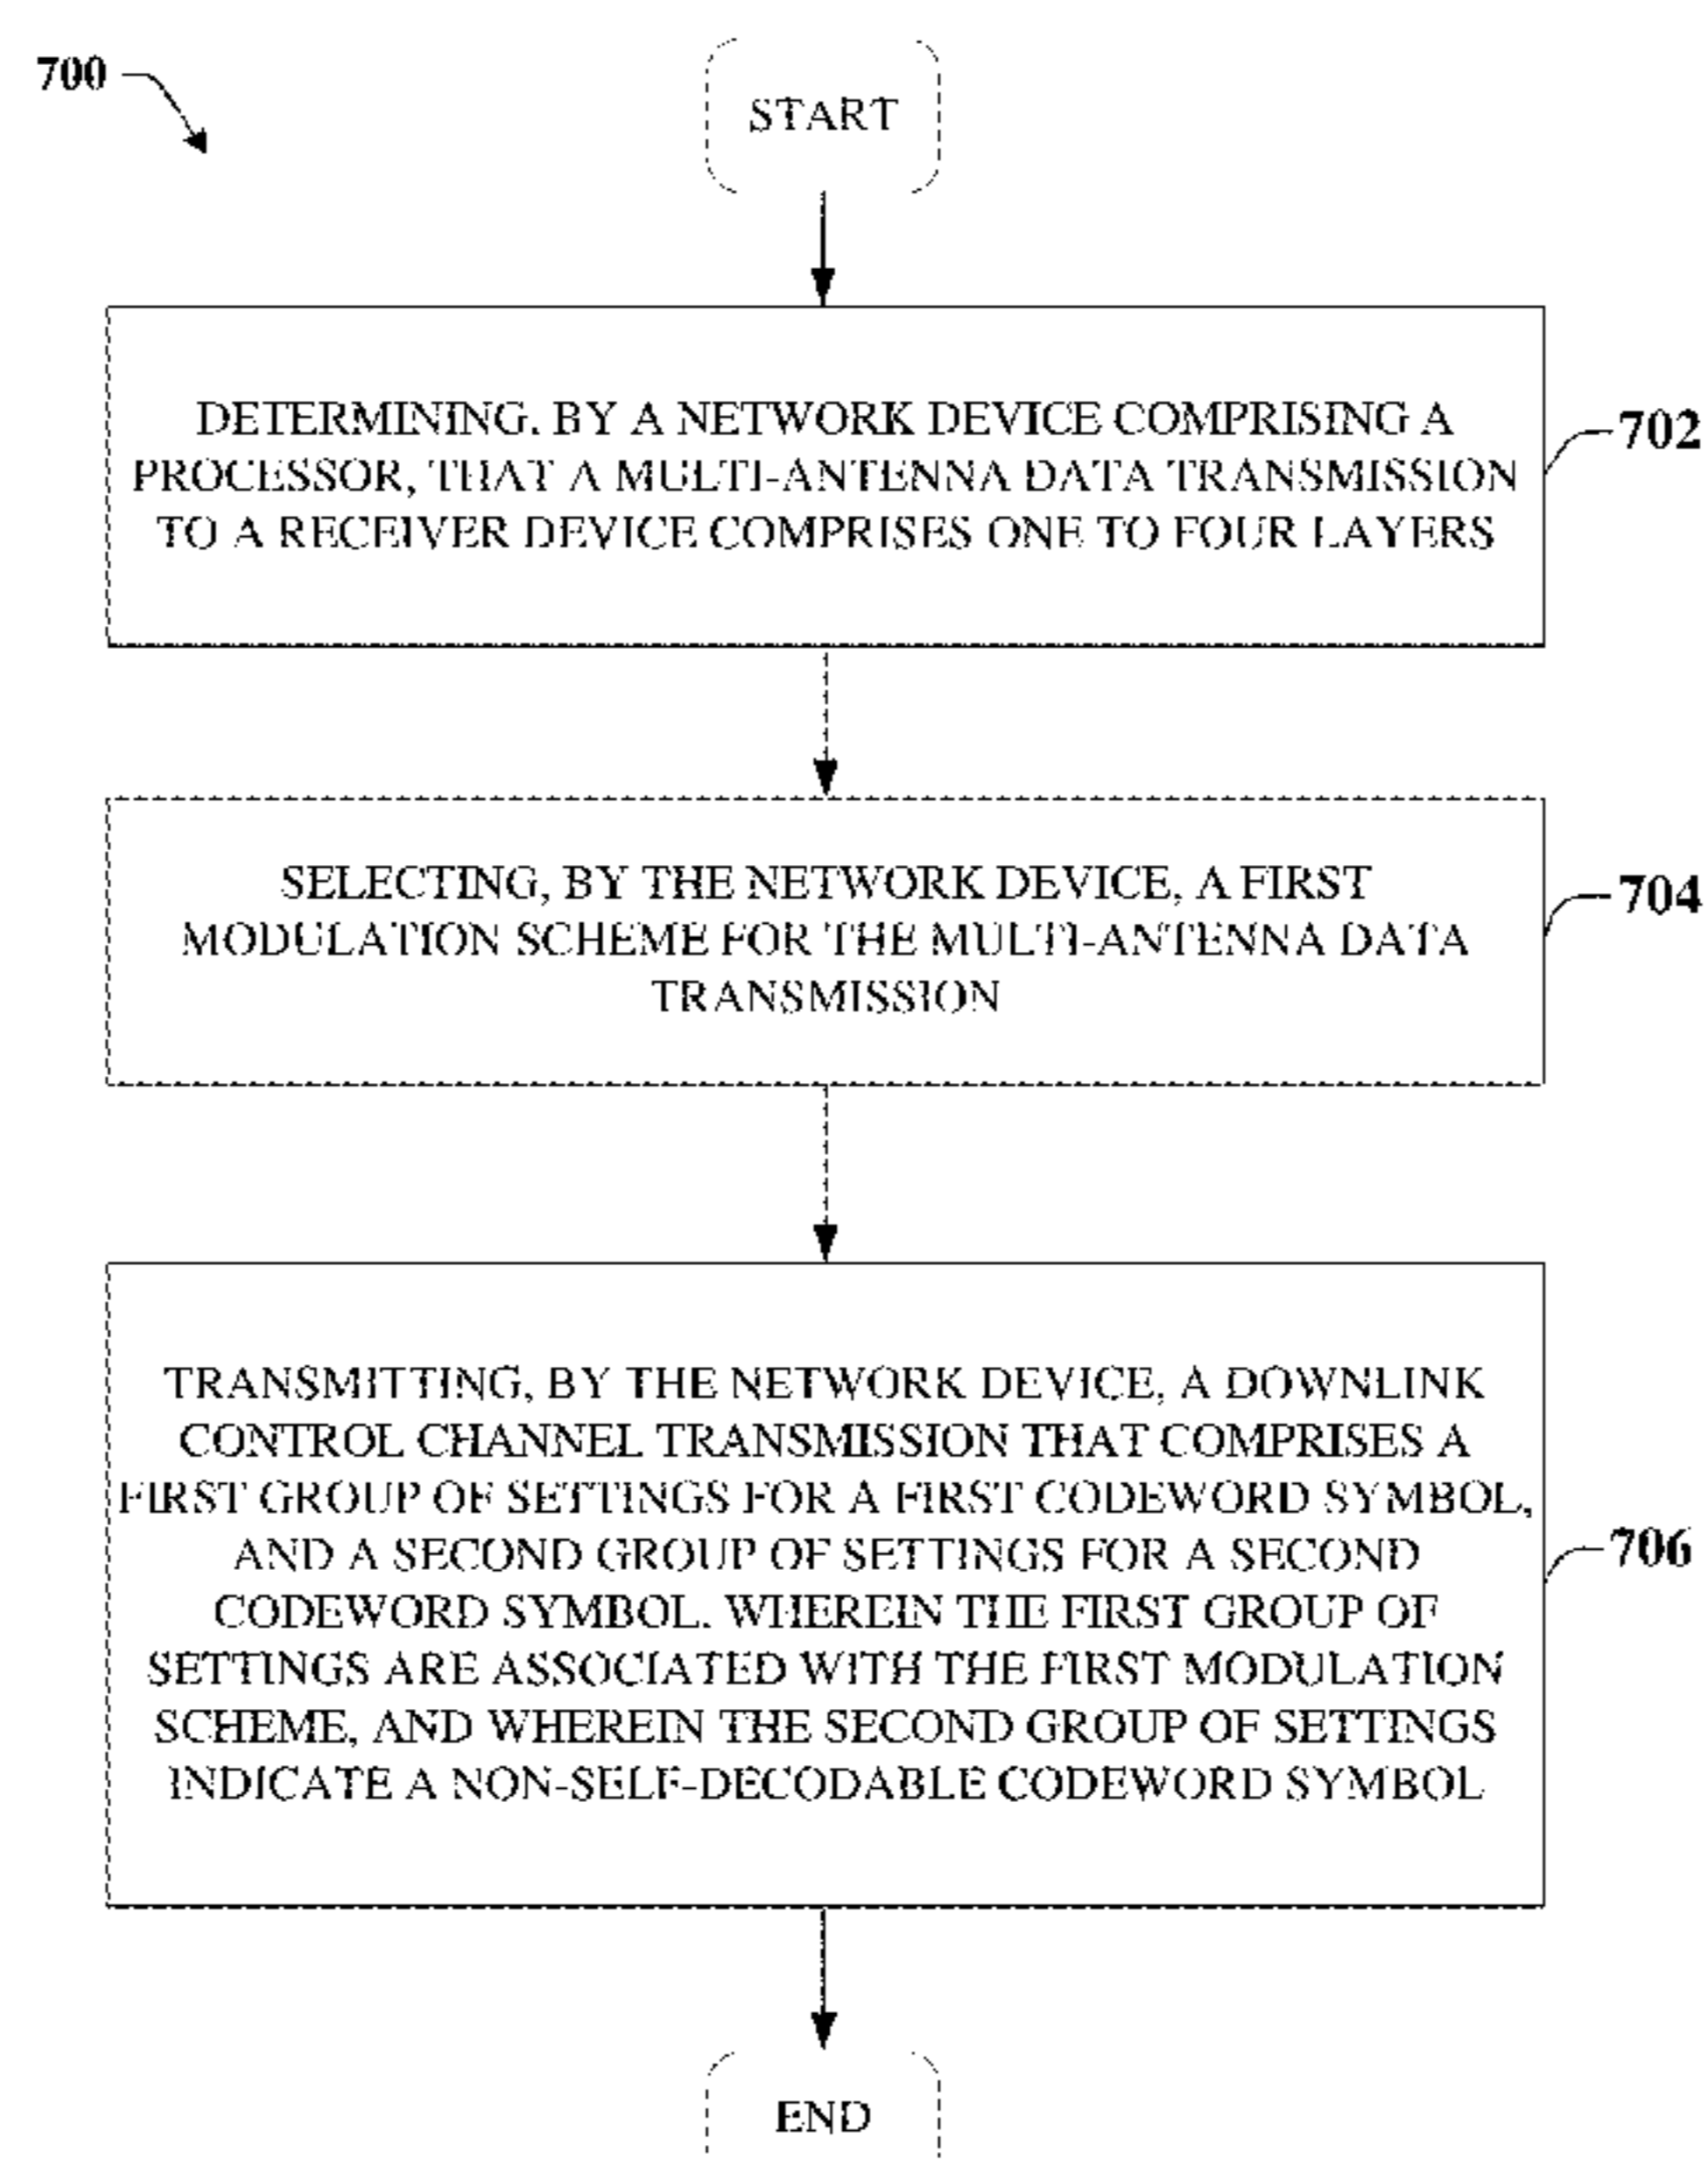 700
START
DETERMINING, BY A NETWORK DEVICE COMPRISING A
PROCESSOR, THAT A MULTI-ANTENNA DATA TRANSMISSION
TO A RECEIVER DEVICE COMPRISES ONE TO FOUR LAYERS
702
SELECTING, BY THE NETWORK DEVICE, A FIRST
MODULATION SCHEME FOR THE MULTI-ANTENNA DATA
TRANSMISSION
704
TRANSMITTING, BY THE NETWORK DEVICE, A DOWNLINK
CONTROL CHANNEL TRANSMISSION THAT COMPRISES A
FIRST GROUP OF SETTINGS FOR A FIRST CODEWORD SYMBOL,
AND A SECOND GROUP OF SETTINGS FOR A SECOND
CODEWORD SYMBOL, WHEREIN THE FIRST GROUP OF
SETTINGS ARE ASSOCIATED WITH THE FIRST MODULATION
SCHEME, AND WHEREIN THE SECOND GROUP OF SETTINGS
INDICATE A NON-SELF-DECODABLE CODEWORD SYMBOL
706
END